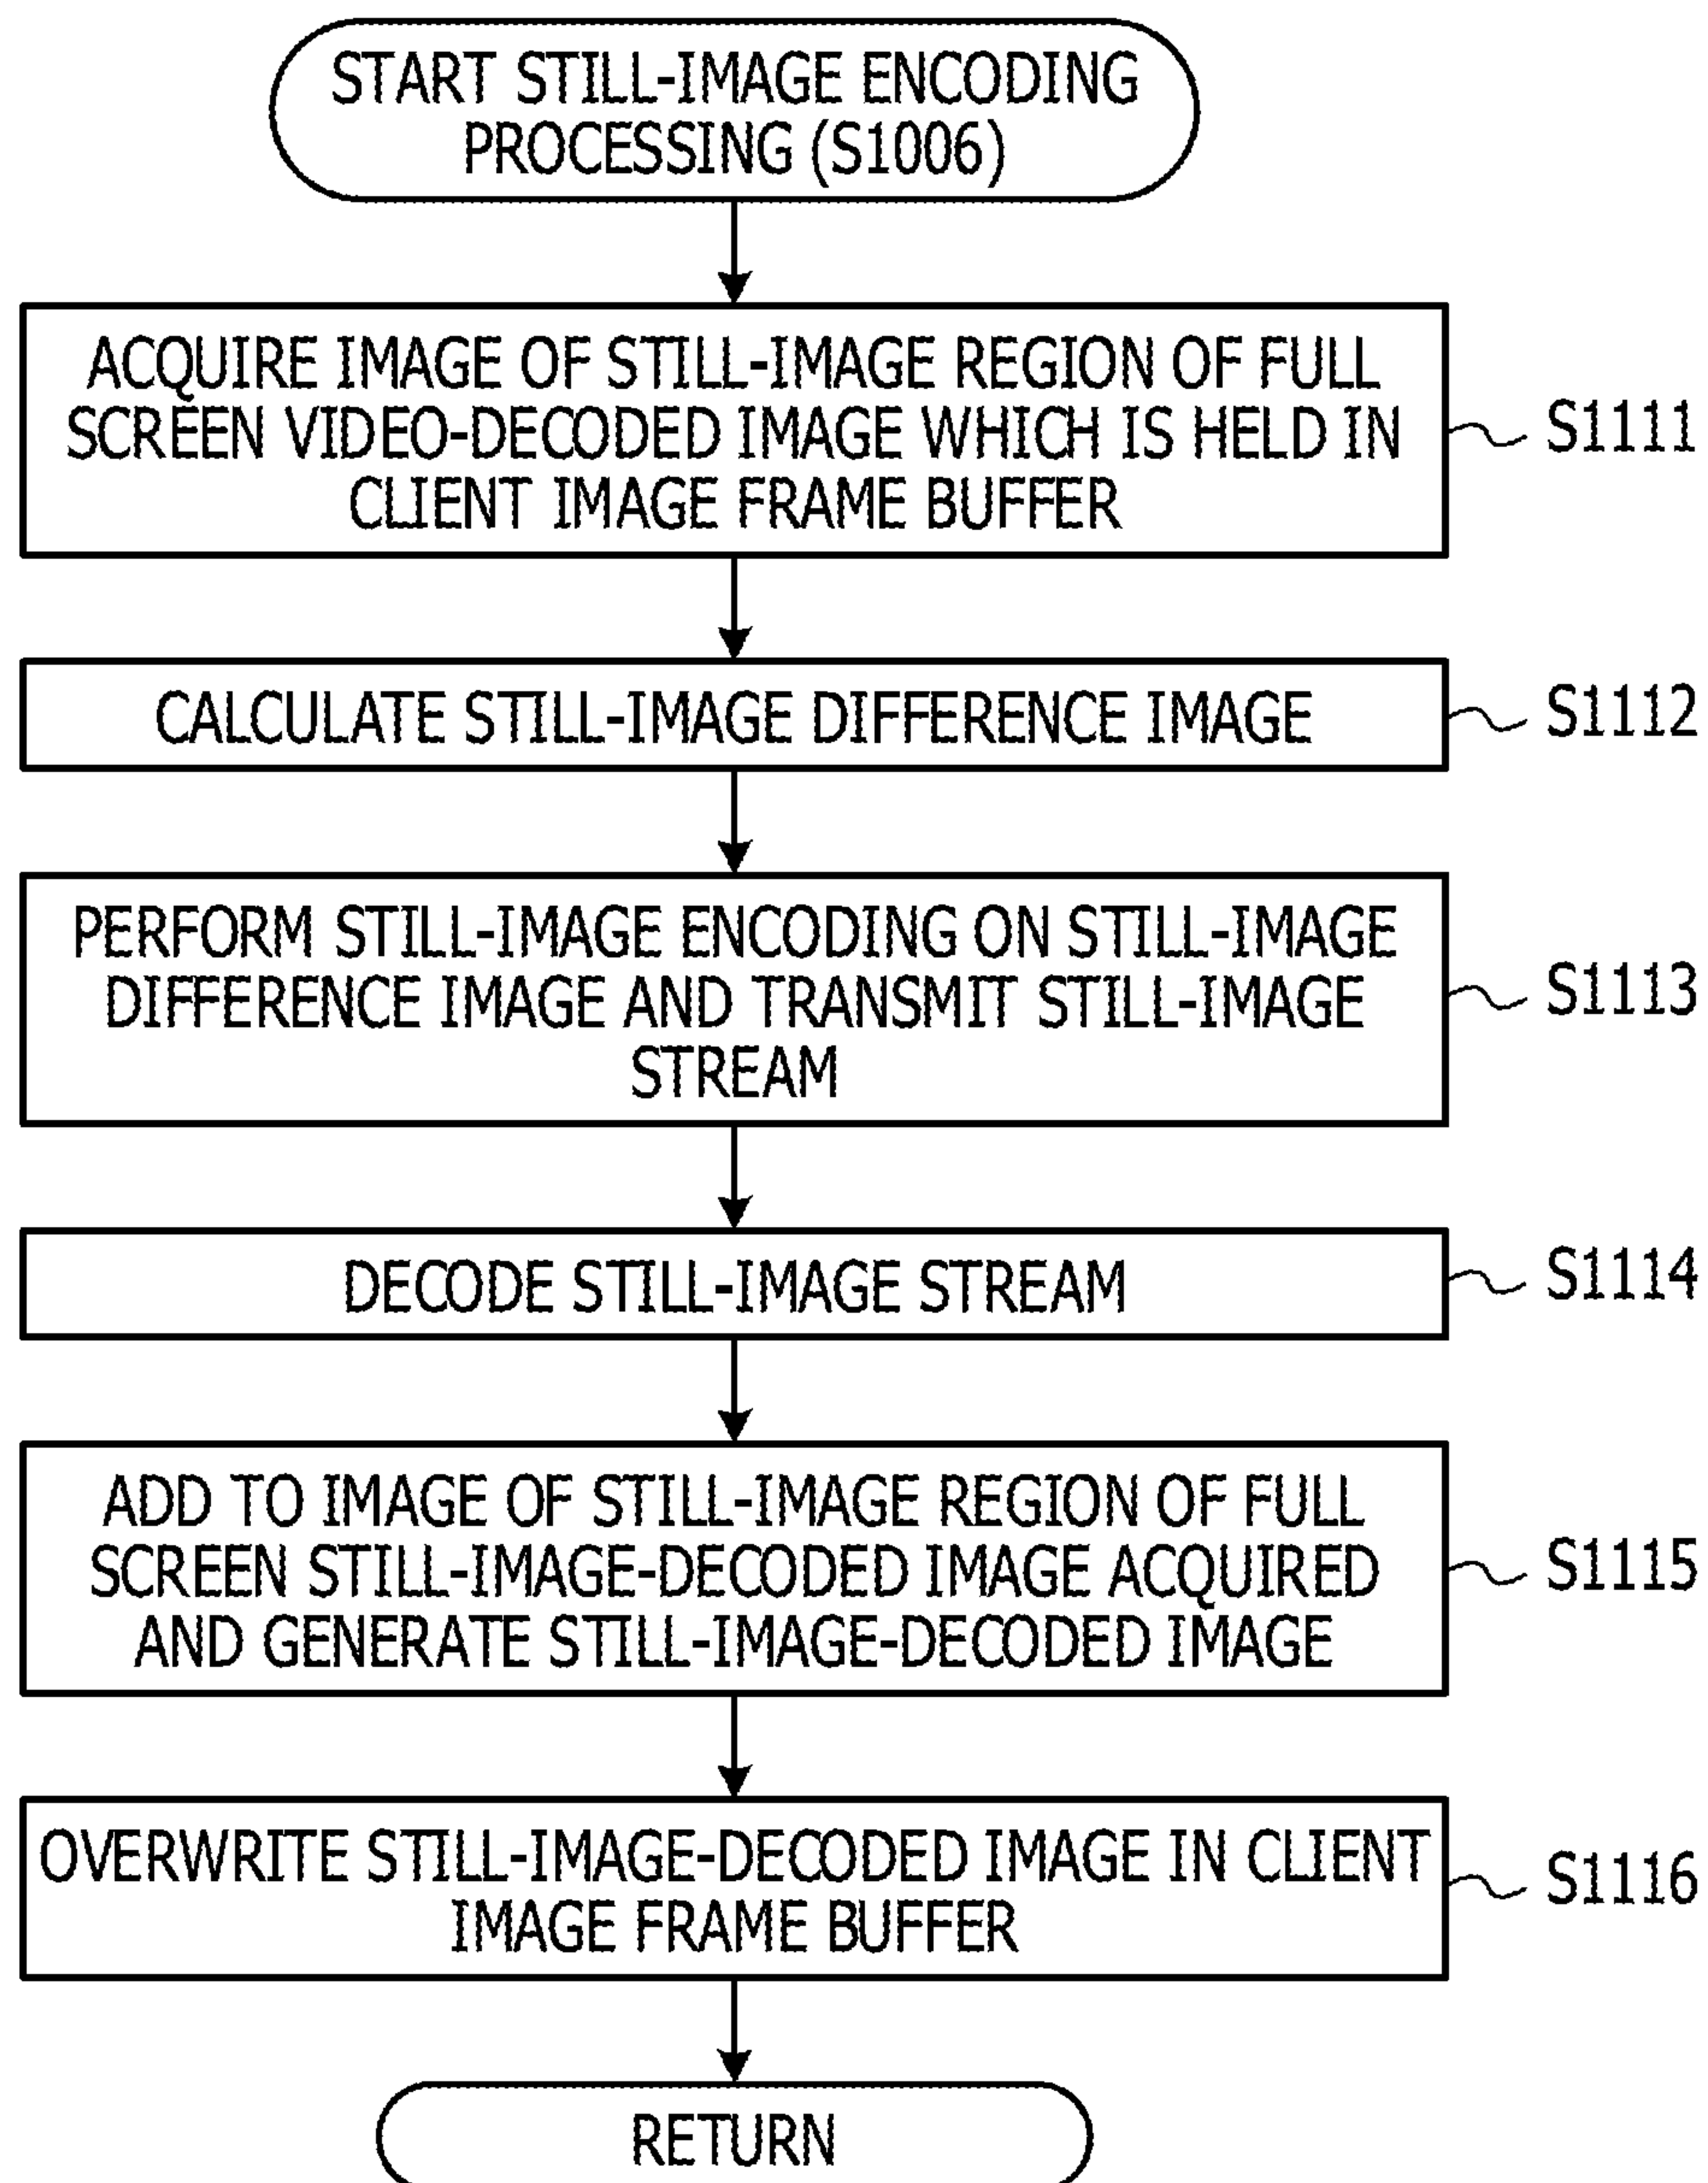 START STILL-IMAGE ENCODING
PROCESSING (S1006)
ACQUIRE IMAGE OF STILL-IMAGE REGION OF FULL
SCREEN VIDEO-DECODED IMAGE WHICH IS HELD IN
CLIENT IMAGE FRAME BUFFER
S1111
CALCULATE STILL-IMAGE DIFFERENCE IMAGE
S1112
PERFORM STILL-IMAGE ENCODING ON STILL-IMAGE
DIFFERENCE IMAGE AND TRANSMIT STILL-IMAGE
STREAM
S1113
DECODE STILL-IMAGE STREAM
S1114
ADD TO IMAGE OF STILL-IMAGE REGION OF FULL
SCREEN STILL-IMAGE-DECODED IMAGE ACQUIRED
AND GENERATE STILL-IMAGE-DECODED IMAGE
S1115
OVERWRITE STILL-IMAGE-DECODED IMAGE IN CLIENT
IMAGE FRAME BUFFER
S1116
RETURN